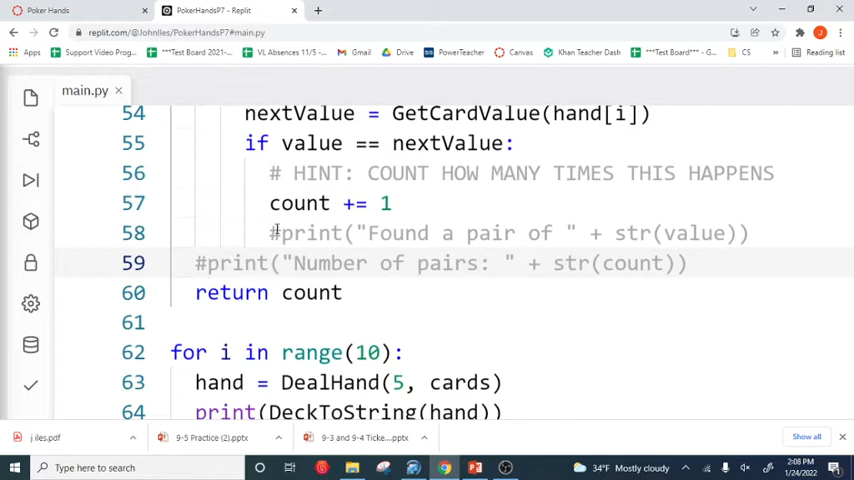 Poker Hands
PokerHandsP7 - Replit
replit.com/@JohnIles/PokerHandsP7#main.py
Apps
Support Video Progr...
***Test Board 2021-...
VL Absences 11/5 -...
Gmail
Drive
PowerTeacher
Canvas
Khan Teacher Dash
***Test Board - G...
CS
Reading list
main.py
54 nextValue = GetCardValue(hand[i])
55 if value == nextValue:
56 # HINT: COUNT HOW MANY TIMES THIS HAPPENS
57 count += 1
58 #print("Found a pair of " + str(value))
59 #print("Number of pairs: " + str(count))
60 return count
61
62 for i in range(10):
63 hand = DealHand(5, cards)
64 print(DeckToString(hand))
j iles.pdf
9-5 Practice (2).pptx
9-3 and 9-4 Ticke....pptx
Show all
Type here to search
34°F Mostly cloudy
2:08 PM
1/24/2022